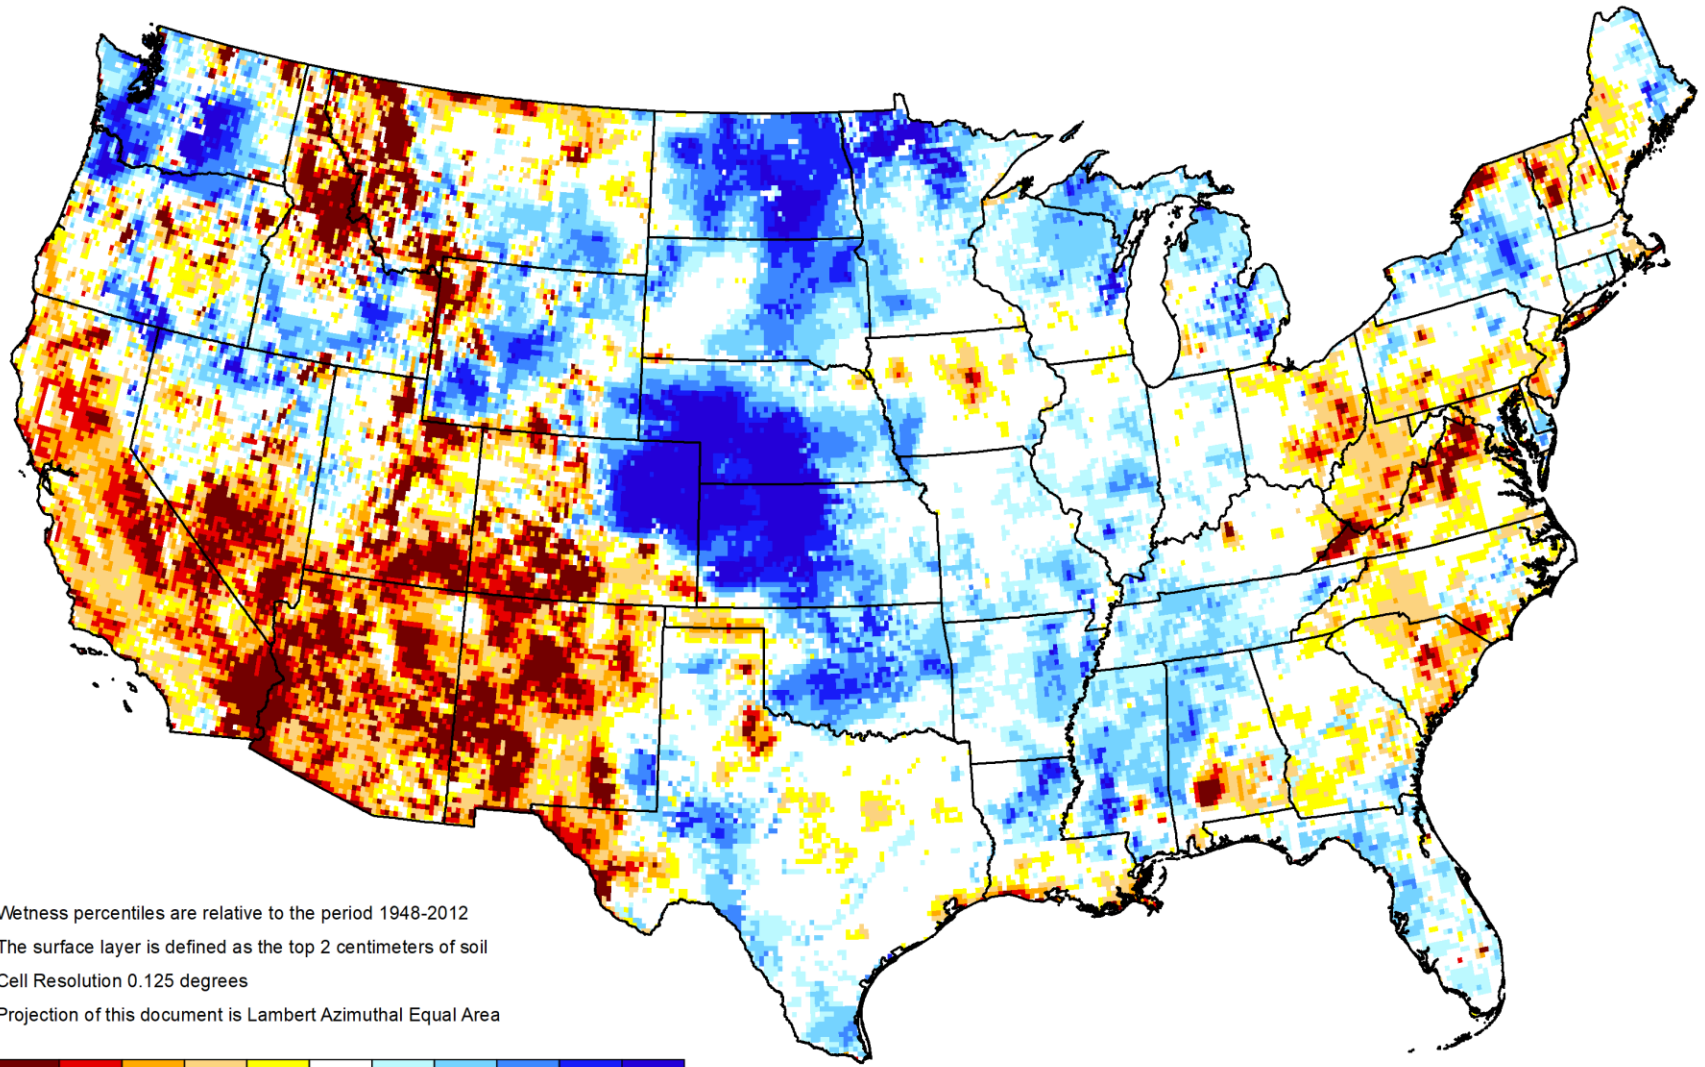 Wetness percentiles are relative to the period 1948-2012
The surface layer is defined as the top 2 centimeters of soil
Cell Resolution 0.125 degrees
Projection of this document is Lambert Azimuthal Equal Area